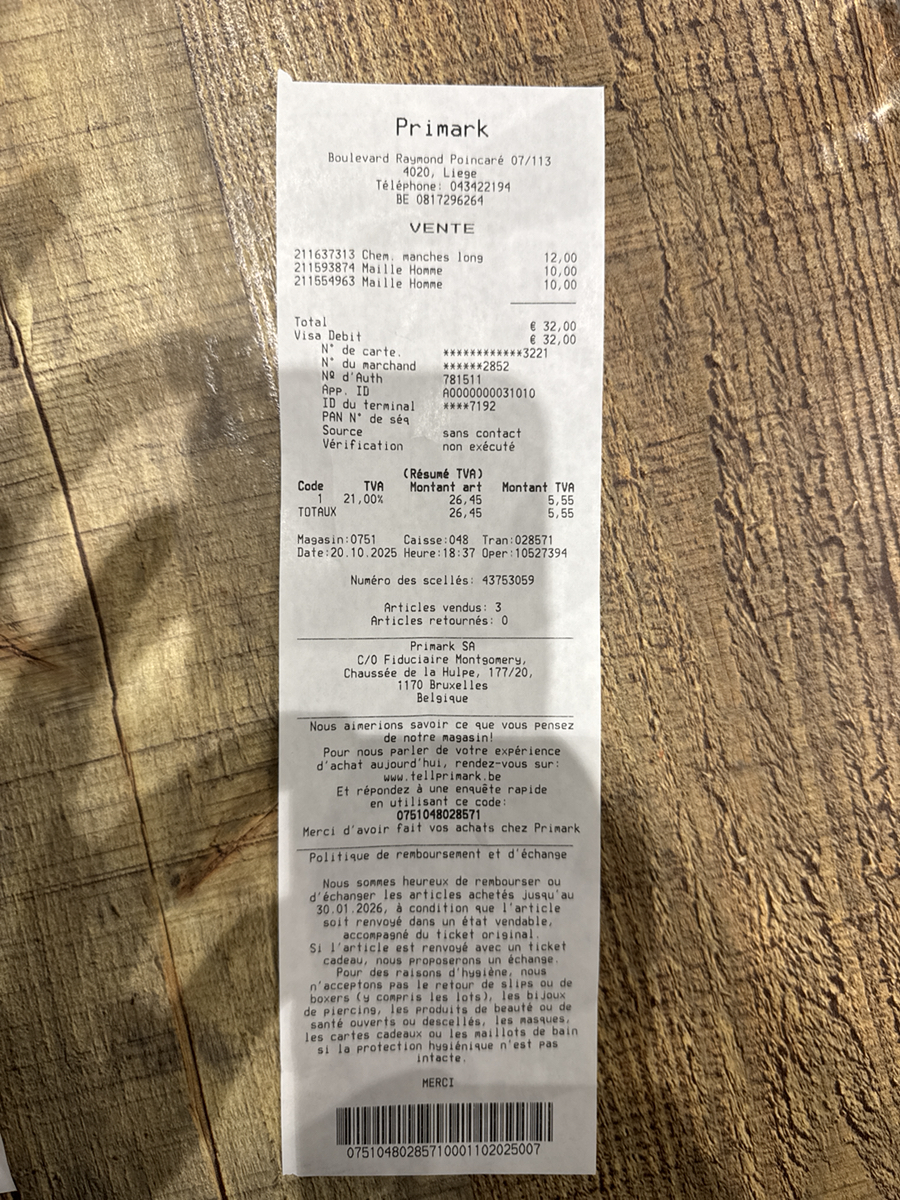 Primark
Boulevard Raymond Poincaré 07/113
4020, Liege
Téléphone: 043422194
BE 0817296264
VENTE
211637313 Chem. manches long 12,00
211593874 Maille Homme 10,00
211554963 Maille Homme 10,00
Total € 32,00
Visa Debit € 32,00
N° de carte. ************3221
N° du marchand ******2852
Nº d'Auth 781511
App. ID A0000000031010
ID du terminal ****7192
PAN N° de séq
Source sans contact
Vérification non exécuté
(Résumé TVA)
Code TVA Montant art Montant TVA
1 21,00% 26,45 5,55
TOTAUX 26,45 5,55
Magasin:0751 Caisse:048 Tran:028571
Date:20.10.2025 Heure:18:37 Oper:10527394
Numéro des scellés: 43753059
Articles vendus: 3
Articles retournés: 0
Primark SA
C/O Fiduciaire Montgomery,
Chaussée de la Hulpe, 177/20,
1170 Bruxelles
Belgique
Nous aimerions savoir ce que vous pensez
de notre magasin!
Pour nous parler de votre expérience
d'achat aujourd'hui, rendez-vous sur:
www.tellprimark.be
Et répondez à une enquête rapide
en utilisant ce code:
0751048028571
Merci d'avoir fait vos achats chez Primark
Politique de remboursement et d'échange
Nous sommes heureux de rembourser ou
d'échanger les articles achetés jusqu'au
30.01.2026, à condition que l'article
soit renvoyé dans un état vendable,
accompagné du ticket original.
Si l'article est renvoyé avec un ticket
cadeau, nous proposerons un échange.
Pour des raisons d'hygiène, nous
n'acceptons pas le retour de slips ou de
boxers (y compris les lots), les bijoux
de piercing, les produits de beauté ou de
santé ouverts ou descellés, les masques,
les cartes cadeaux ou les maillots de bain
si la protection hygiénique n'est pas
intacte.
MERCI
07510480285710001102025007